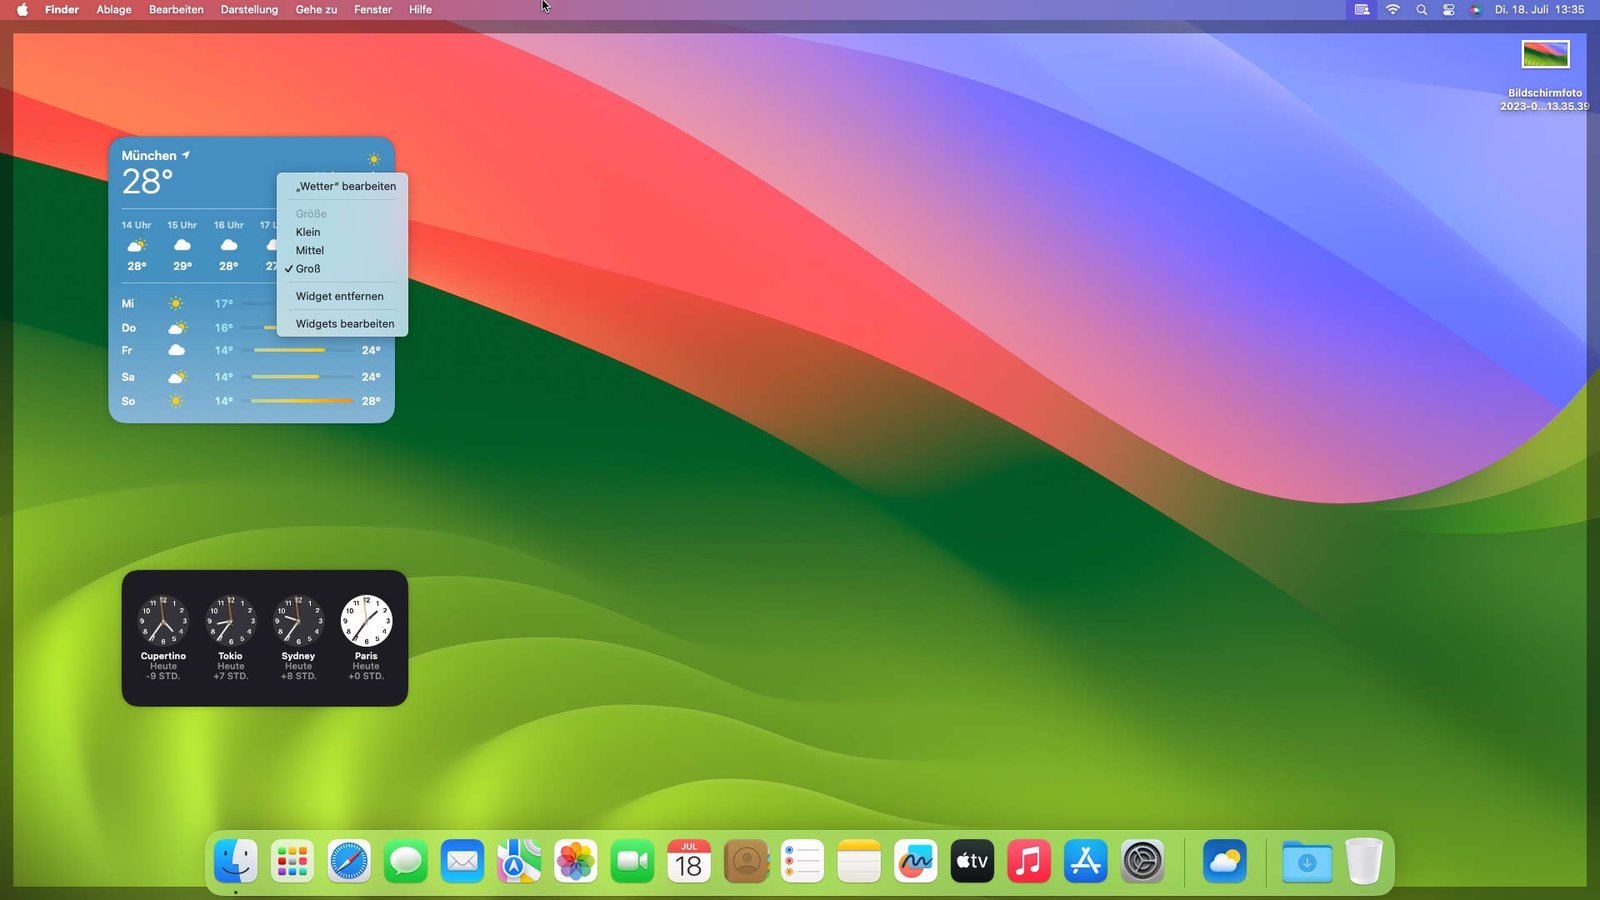 Finder Ablage Bearbeiten Darstellung Gehe zu Fenster Hilfe
Di. 18. Juli 13:35
Bildschirmfoto
2023-0...13.35.39
München
28°
14 Uhr 15 Uhr 16 Uhr 17 U
28° 29° 28° 27
Mi 17°
Do 16°
Fr 14° 24°
Sa 14° 24°
So 14° 28°
„Wetter“ bearbeiten
Größe
Klein
Mittel
✓ Groß
Widget entfernen
Widgets bearbeiten
Cupertino
Heute
-9 STD.
Tokio
Heute
+7 STD.
Sydney
Heute
+8 STD.
Paris
Heute
+0 STD.
JUL
18
tv